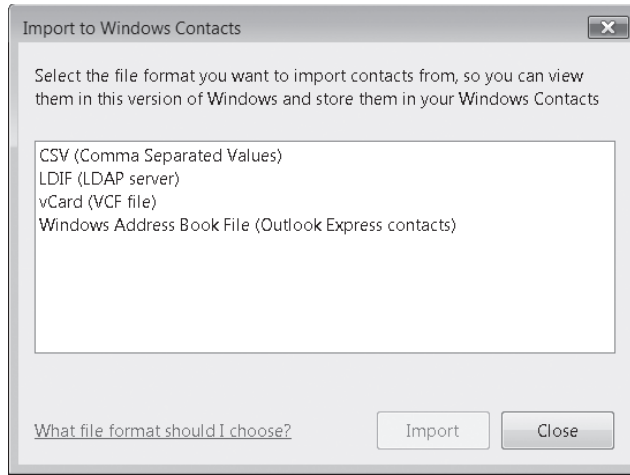 Import to Windows Contacts
Select the file format you want to import contacts from, so you can view
them in this version of Windows and store them in your Windows Contacts
CSV (Comma Separated Values)
LDIF (LDAP server)
vCard (VCF file)
Windows Address Book File (Outlook Express contacts)
What file format should I choose?
Import
Close